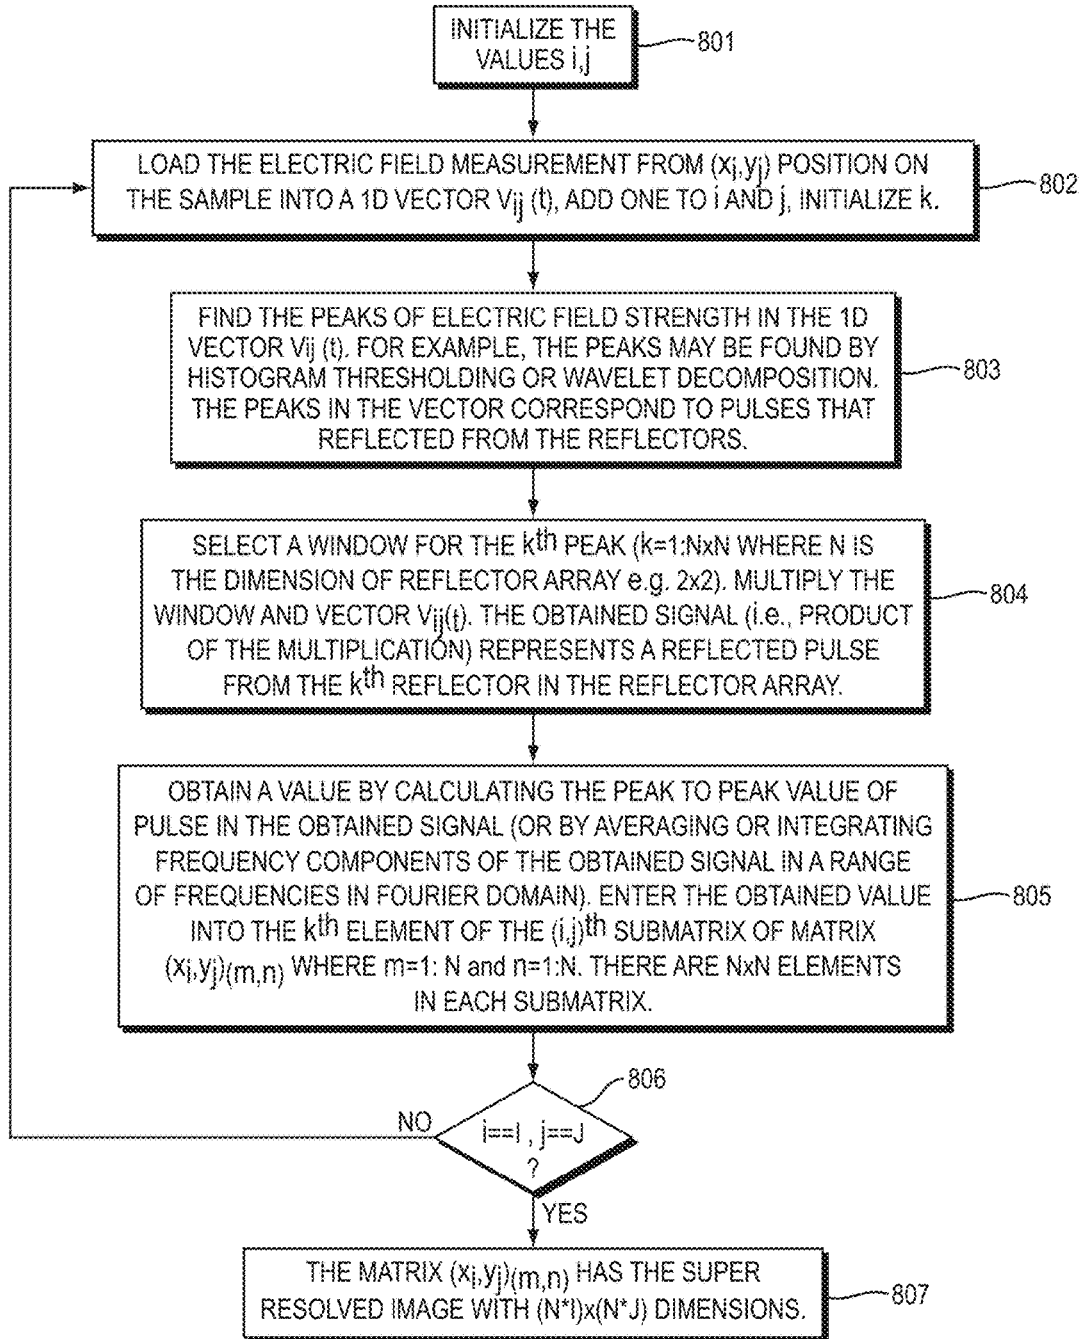 INITIALIZE THE
VALUES i,j
801
LOAD THE ELECTRIC FIELD MEASUREMENT FROM (xi,yj) POSITION ON
THE SAMPLE INTO A 1D VECTOR Vij (t), ADD ONE TO i AND j, INITIALIZE k.
802
FIND THE PEAKS OF ELECTRIC FIELD STRENGTH IN THE 1D
VECTOR Vij (t). FOR EXAMPLE, THE PEAKS MAY BE FOUND BY
HISTOGRAM THRESHOLDING OR WAVELET DECOMPOSITION.
THE PEAKS IN THE VECTOR CORRESPOND TO PULSES THAT
REFLECTED FROM THE REFLECTORS.
803
SELECT A WINDOW FOR THE kth PEAK (k=1:NxN WHERE N IS
THE DIMENSION OF REFLECTOR ARRAY e.g. 2x2). MULTIPLY THE
WINDOW AND VECTOR Vij(t). THE OBTAINED SIGNAL (i.e., PRODUCT
OF THE MULTIPLICATION) REPRESENTS A REFLECTED PULSE
FROM THE kth REFLECTOR IN THE REFLECTOR ARRAY.
804
OBTAIN A VALUE BY CALCULATING THE PEAK TO PEAK VALUE OF
PULSE IN THE OBTAINED SIGNAL (OR BY AVERAGING OR INTEGRATING
FREQUENCY COMPONENTS OF THE OBTAINED SIGNAL IN A RANGE
OF FREQUENCIES IN FOURIER DOMAIN). ENTER THE OBTAINED VALUE
INTO THE kth ELEMENT OF THE (i,j)th SUBMATRIX OF MATRIX
(xi,yj)(m,n) WHERE m=1: N and n=1:N. THERE ARE NxN ELEMENTS
IN EACH SUBMATRIX.
805
806
NO
i==I , j==J
?
YES
THE MATRIX (xi,yj)(m,n) HAS THE SUPER
RESOLVED IMAGE WITH (N*I)x(N*J) DIMENSIONS.
807